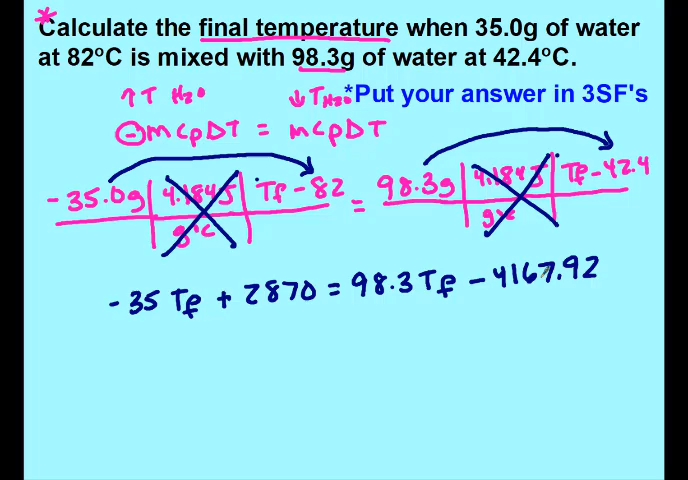 *Calculate the final temperature when 35.0g of water
at 82°C is mixed with 98.3g of water at 42.4°C.
↑T H₂O ↓T H₂O *Put your answer in 3SF's
-mCpDT = mCpDT
-35.0g | 4.184J | Tf-82 = 98.3g | 4.184J | Tf-42.4
g°C g°C
-35 Tf + 2870 = 98.3 Tf - 4167.92